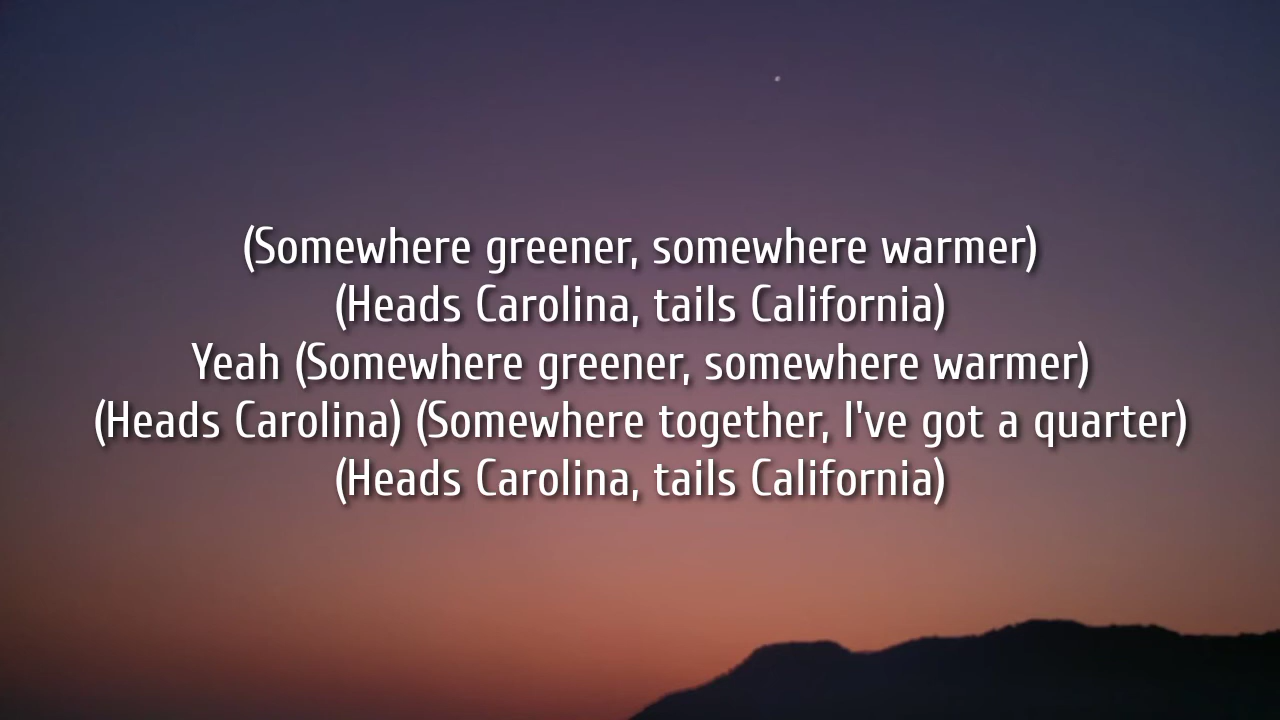 (Somewhere greener, somewhere warmer)
(Heads Carolina, tails California)
Yeah (Somewhere greener, somewhere warmer)
(Heads Carolina) (Somewhere together, I've got a quarter)
(Heads Carolina, tails California)